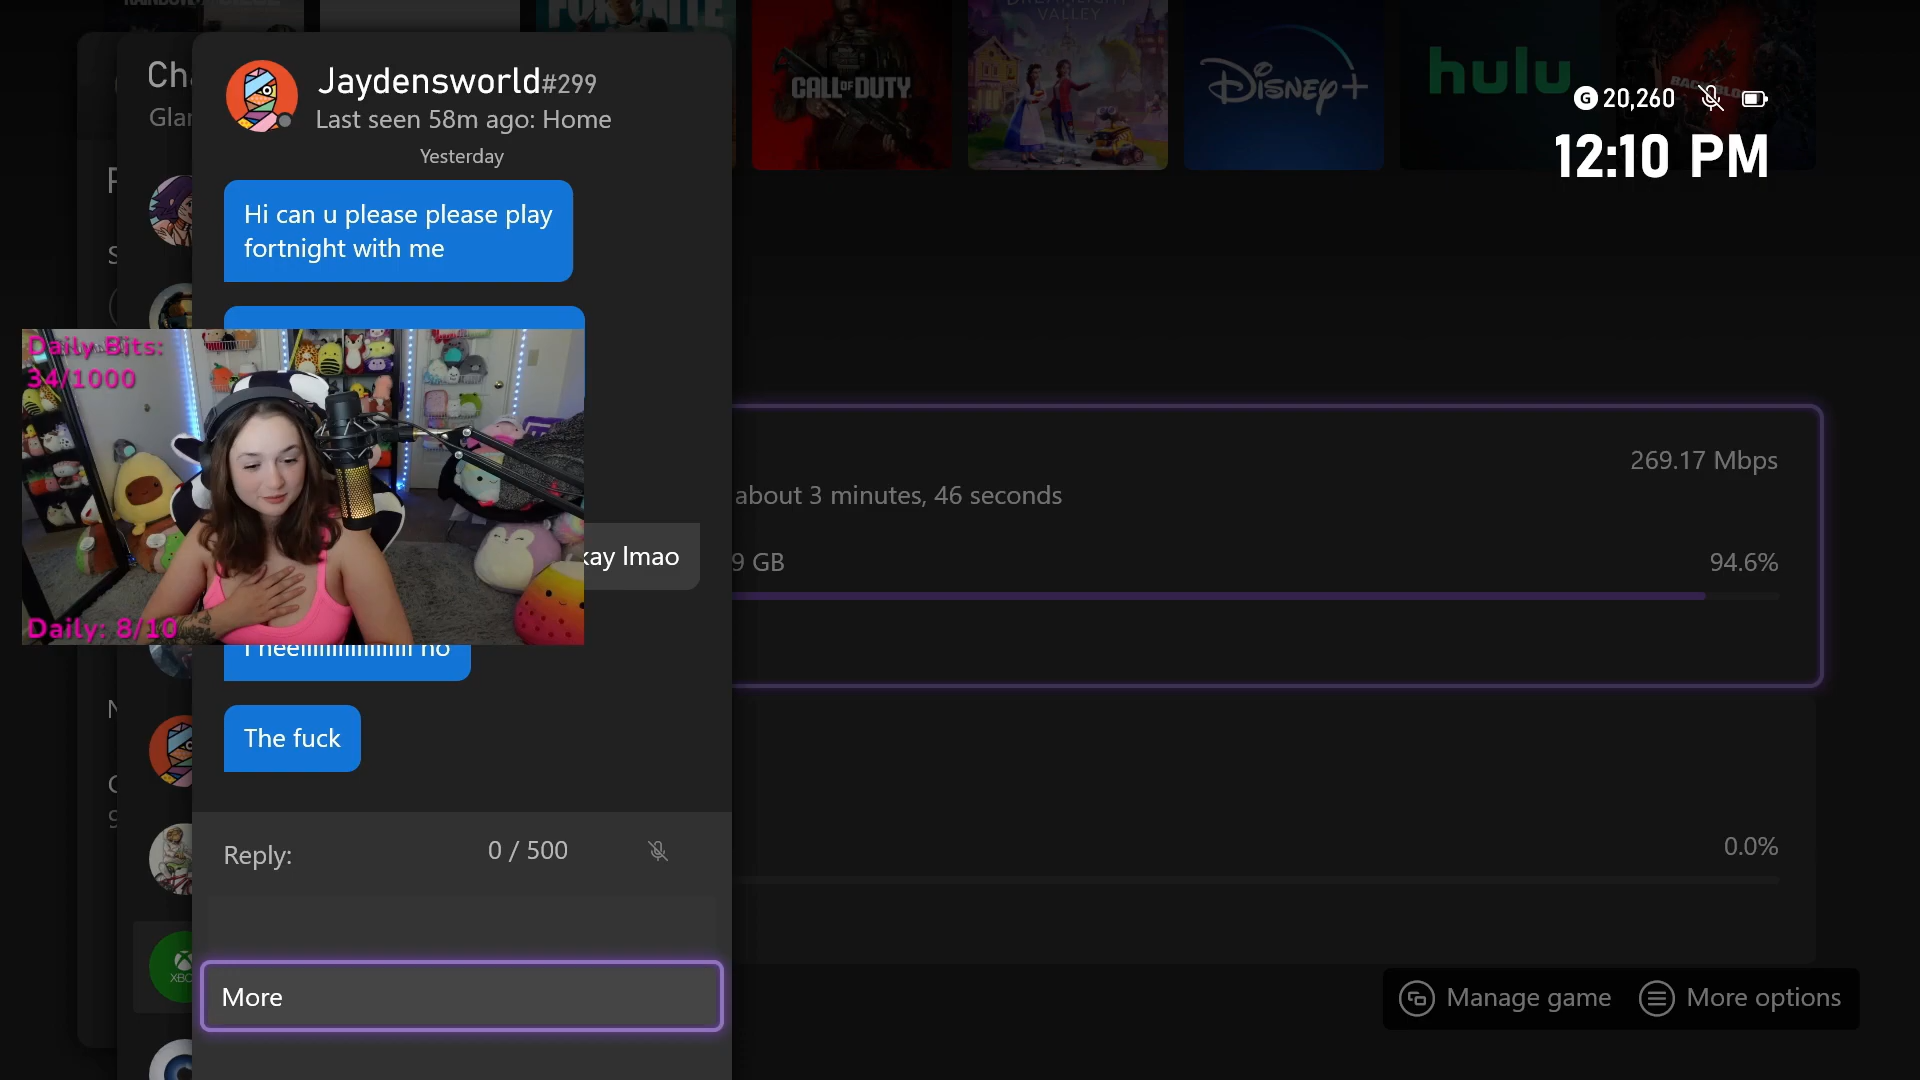 FORTNITE
CALL OF DUTY
DREAMLIGHT
VALLEY
Disney+
hulu
20,260
12:10 PM
Jaydensworld#299
Last seen 58m ago: Home
Yesterday
Hi can u please please play
fortnight with me
Daily Bits:
34/1000
Daily: 8/10
kay lmao
The fuck
Reply:
0 / 500
More
269.17 Mbps
about 3 minutes, 46 seconds
9 GB
94.6%
0.0%
Manage game
More options